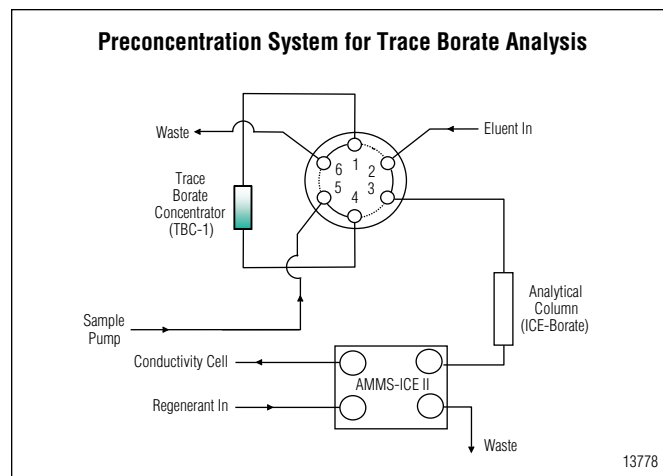 Preconcentration System for Trace Borate Analysis
Waste
Eluent In
6
1
2
5
4
3
Trace
Borate
Concentrator
(TBC-1)
Analytical
Column
(ICE-Borate)
Sample
Pump
Conductivity Cell
AMMS-ICE II
Regenerant In
Waste
13778